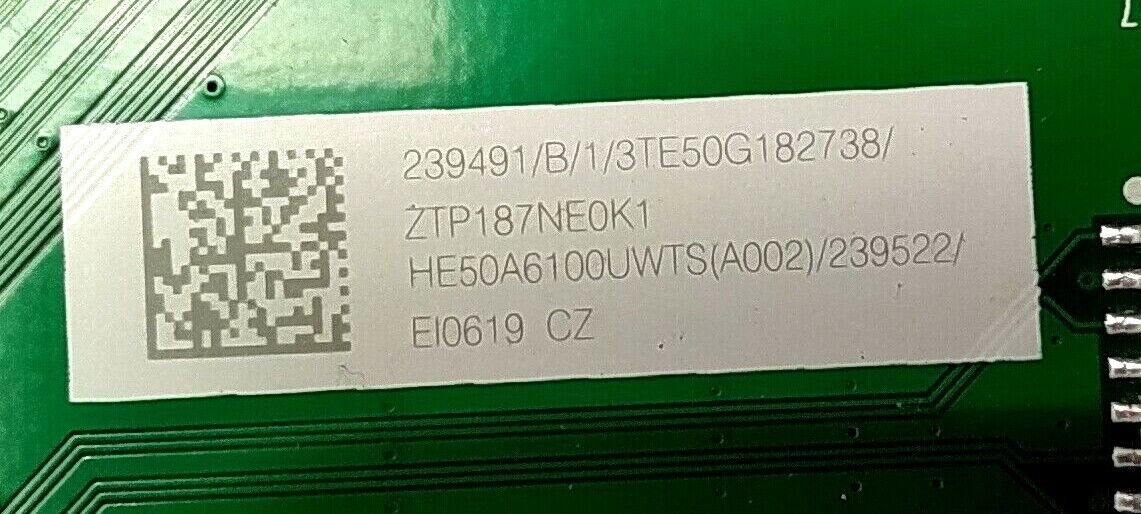 239491/B/1/3TE50G182738/
ZTP187NE0K1
HE50A6100UWTS(A002)/239522/
EI0619 CZ